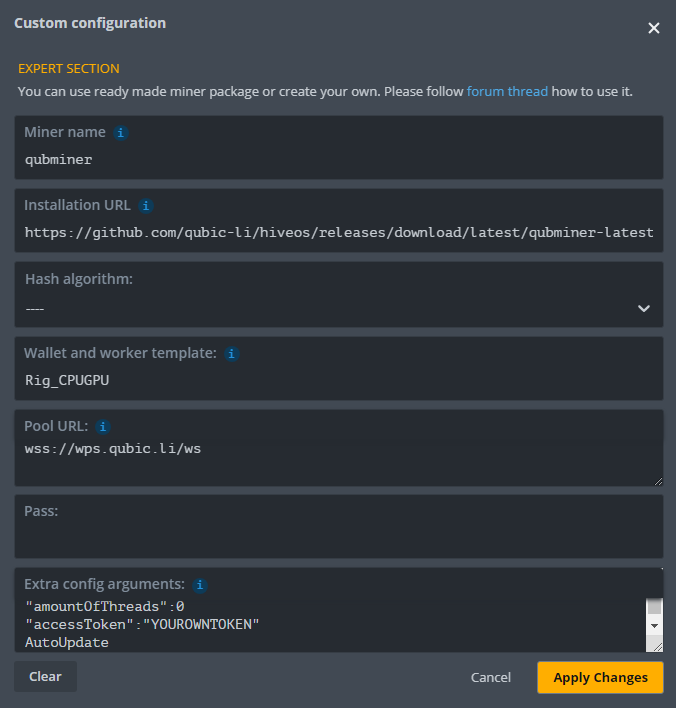 Custom configuration
EXPERT SECTION
You can use ready made miner package or create your own. Please follow forum thread how to use it.
Miner name
qubminer
Installation URL
https://github.com/qubic-li/hiveos/releases/download/latest/qubminer-latest
Hash algorithm:
----
Wallet and worker template:
Rig_CPUGPU
Pool URL:
wss://wps.qubic.li/ws
Pass:
Extra config arguments:
"amountOfThreads":0
"accessToken":"YOUROWNTOKEN"
AutoUpdate
Clear
Cancel
Apply Changes